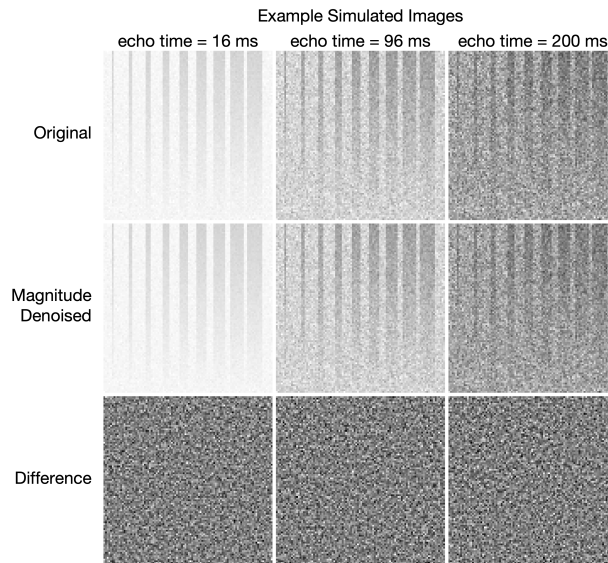 Example Simulated Images
echo time = 16 ms
echo time = 96 ms
echo time = 200 ms
Original
Magnitude
Denoised
Difference